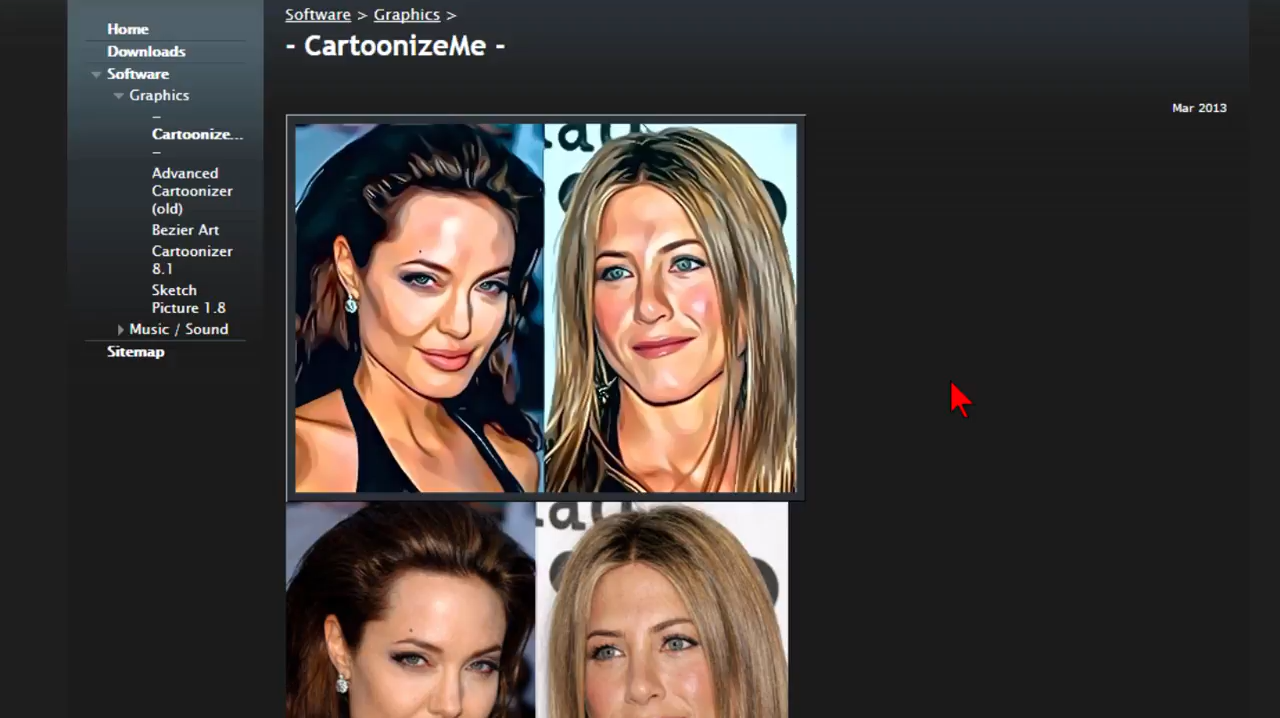 Home
Downloads
Software
Graphics
–
Cartoonize...
–
Advanced
Cartoonizer
(old)
Bezier Art
Cartoonizer
8.1
Sketch
Picture 1.8
Music / Sound
Sitemap
Software > Graphics >
- CartoonizeMe -
Mar 2013